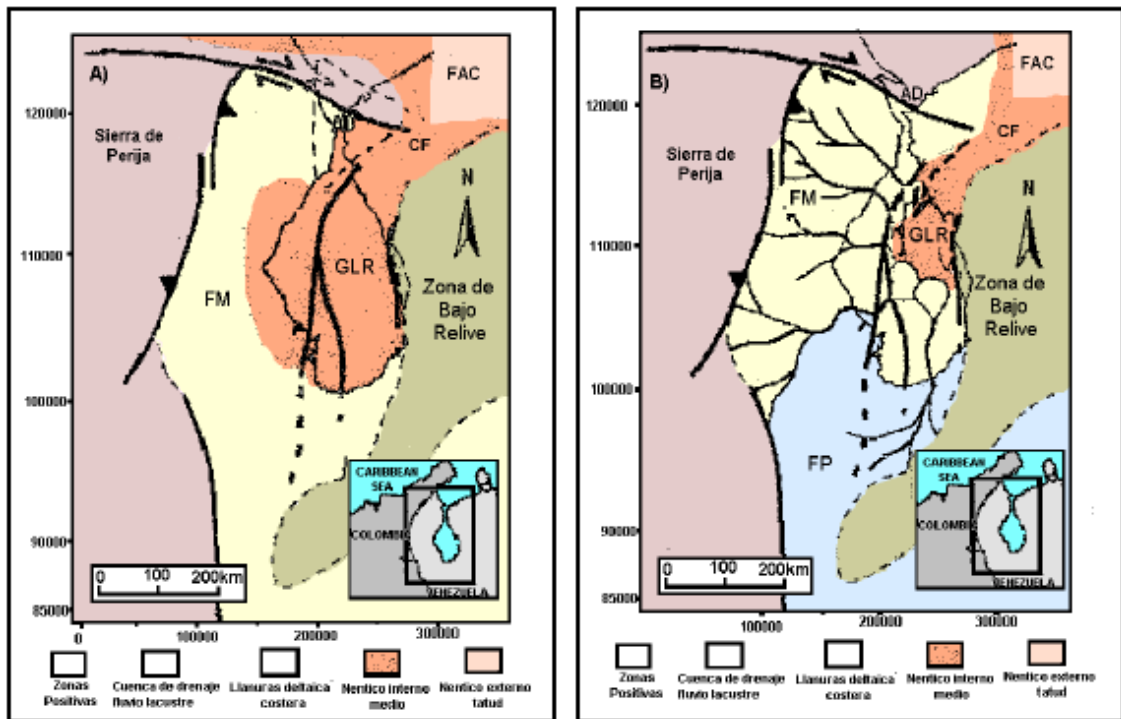 A)
FAC
120000
Sierra de
Perija
AD
CF
N
110000
GLR
Zona de
Bajo
Relive
FM
100000
CARIBBEAN
SEA
COLOMBIA
VENEZUELA
90000
0 100 200km
85000
0 100000 200000 300000
Zonas
Positivas
Cuenca de drenaje
fluvio lacustre
Llanuras deltaica
costera
Nentico interno
medio
Nentico externo
tatud
B)
FAC
120000
AD
Sierra de
Perija
CF
N
FM
GLR
110000
Zona de
Bajo
Relive
100000
FP
CARIBBEAN
SEA
COLOMBIA
VENEZUELA
90000
0 100 200km
85000
100000 200000 300000
Zonas
Positivas
Cuenca de drenaje
fluvio lacustre
Llanuras deltaica
costera
Nentico interno
medio
Nentico externo
tatud